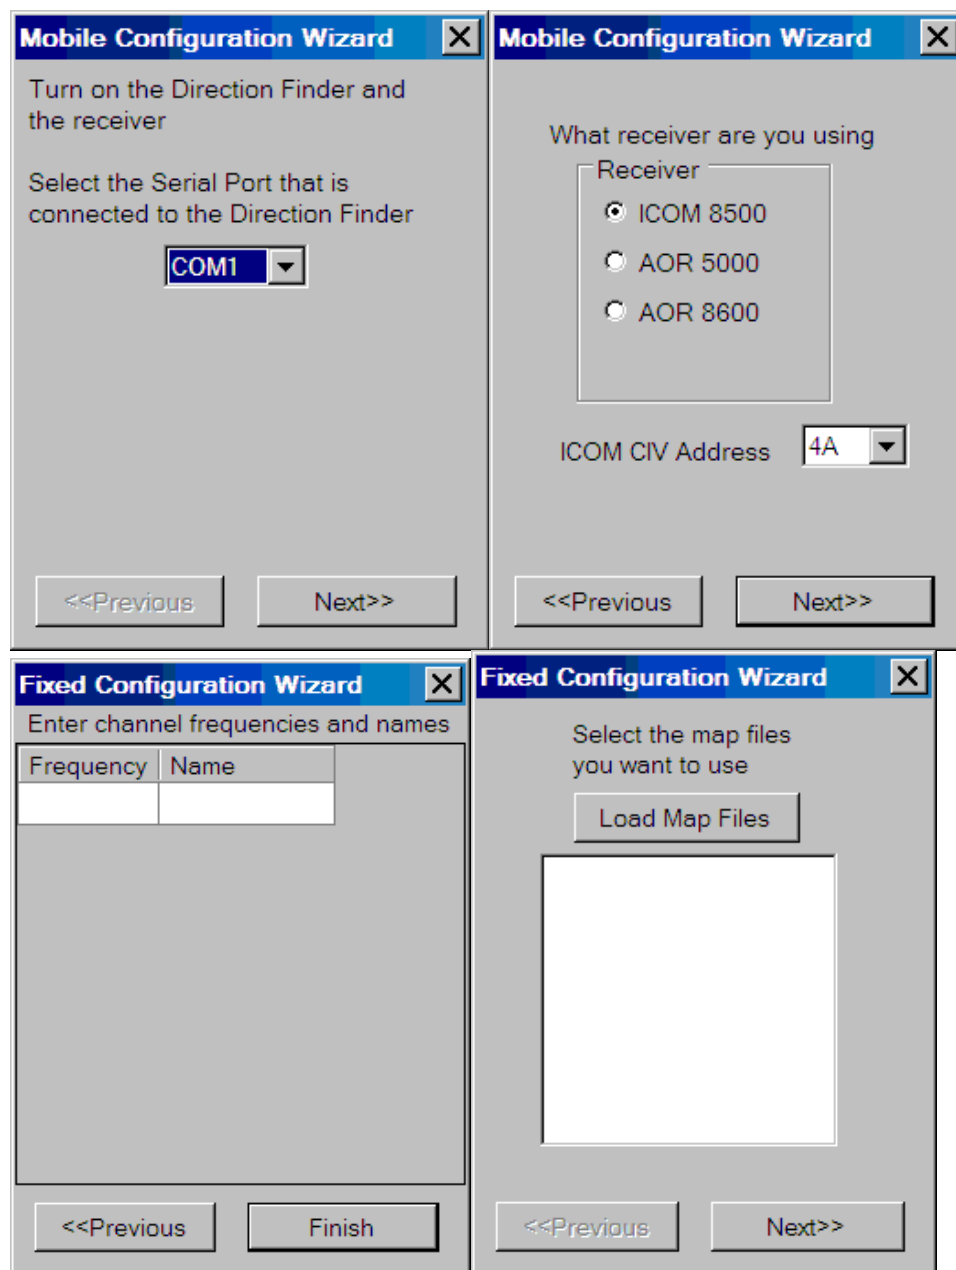 Mobile Configuration Wizard
Turn on the Direction Finder and
the receiver
Select the Serial Port that is
connected to the Direction Finder
COM1
<<Previous
Next>>
Mobile Configuration Wizard
What receiver are you using
Receiver
ICOM 8500
AOR 5000
AOR 8600
ICOM CIV Address
4A
<<Previous
Next>>
Fixed Configuration Wizard
Enter channel frequencies and names
Frequency Name
<<Previous
Finish
Fixed Configuration Wizard
Select the map files
you want to use
Load Map Files
<<Previous
Next>>